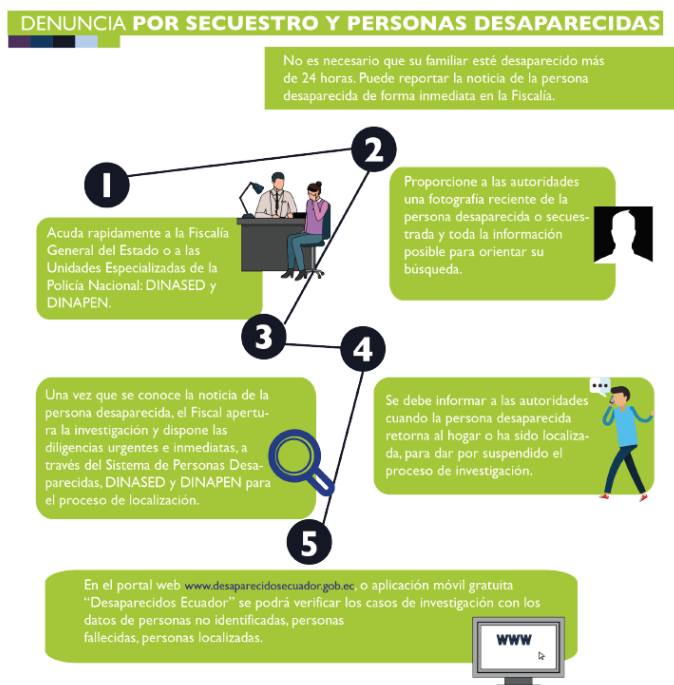 DENUNCIA POR SECUESTRO Y PERSONAS DESAPARECIDAS
No es necesario que su familiar esté desaparecido más
de 24 horas. Puede reportar la noticia de la persona
desaparecida de forma inmediata en la Fiscalía.
1
Acuda rapidamente a la Fiscalía
General del Estado o a las
Unidades Especializadas de la
Policía Nacional: DINASED y
DINAPEN.
2
Proporcione a las autoridades
una fotografía reciente de la
persona desaparecida o secues-
trada y toda la información
posible para orientar su
búsqueda.
3
Una vez que se conoce la noticia de la
persona desaparecida, el Fiscal apertu-
ra la investigación y dispone las
diligencias urgentes e inmediatas, a
través del Sistema de Personas Desa-
parecidas, DINASED y DINAPEN para
el proceso de localización.
4
Se debe informar a las autoridades
cuando la persona desaparecida
retorna al hogar o ha sido localiza-
da, para dar por suspendido el
proceso de investigación.
5
En el portal web www.desaparecidosecuador.gob.ec, o aplicación móvil gratuita
“Desaparecidos Ecuador” se podrá verificar los casos de investigación con los
datos de personas no identificadas, personas
fallecidas, personas localizadas.
WWW